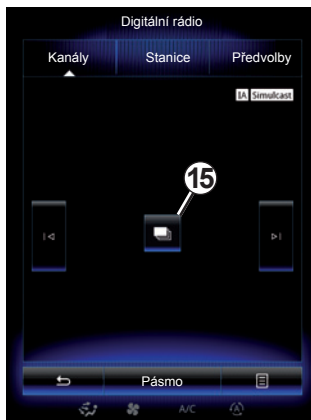 Digitální rádio
Kanály Stanice Předvolby
IA Simulcast
15
Pásmo
A/C